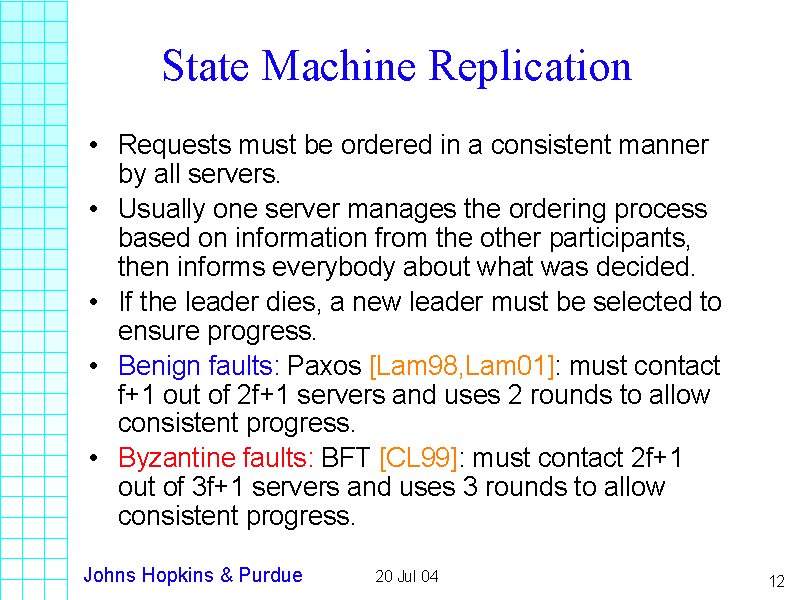 State Machine Replication
• Requests must be ordered in a consistent manner
by all servers.
• Usually one server manages the ordering process
based on information from the other participants,
then informs everybody about what was decided.
• If the leader dies, a new leader must be selected to
ensure progress.
• Benign faults: Paxos [Lam98,Lam01]: must contact
f+1 out of 2f+1 servers and uses 2 rounds to allow
consistent progress.
• Byzantine faults: BFT [CL99]: must contact 2f+1
out of 3f+1 servers and uses 3 rounds to allow
consistent progress.
Johns Hopkins & Purdue
20 Jul 04
12